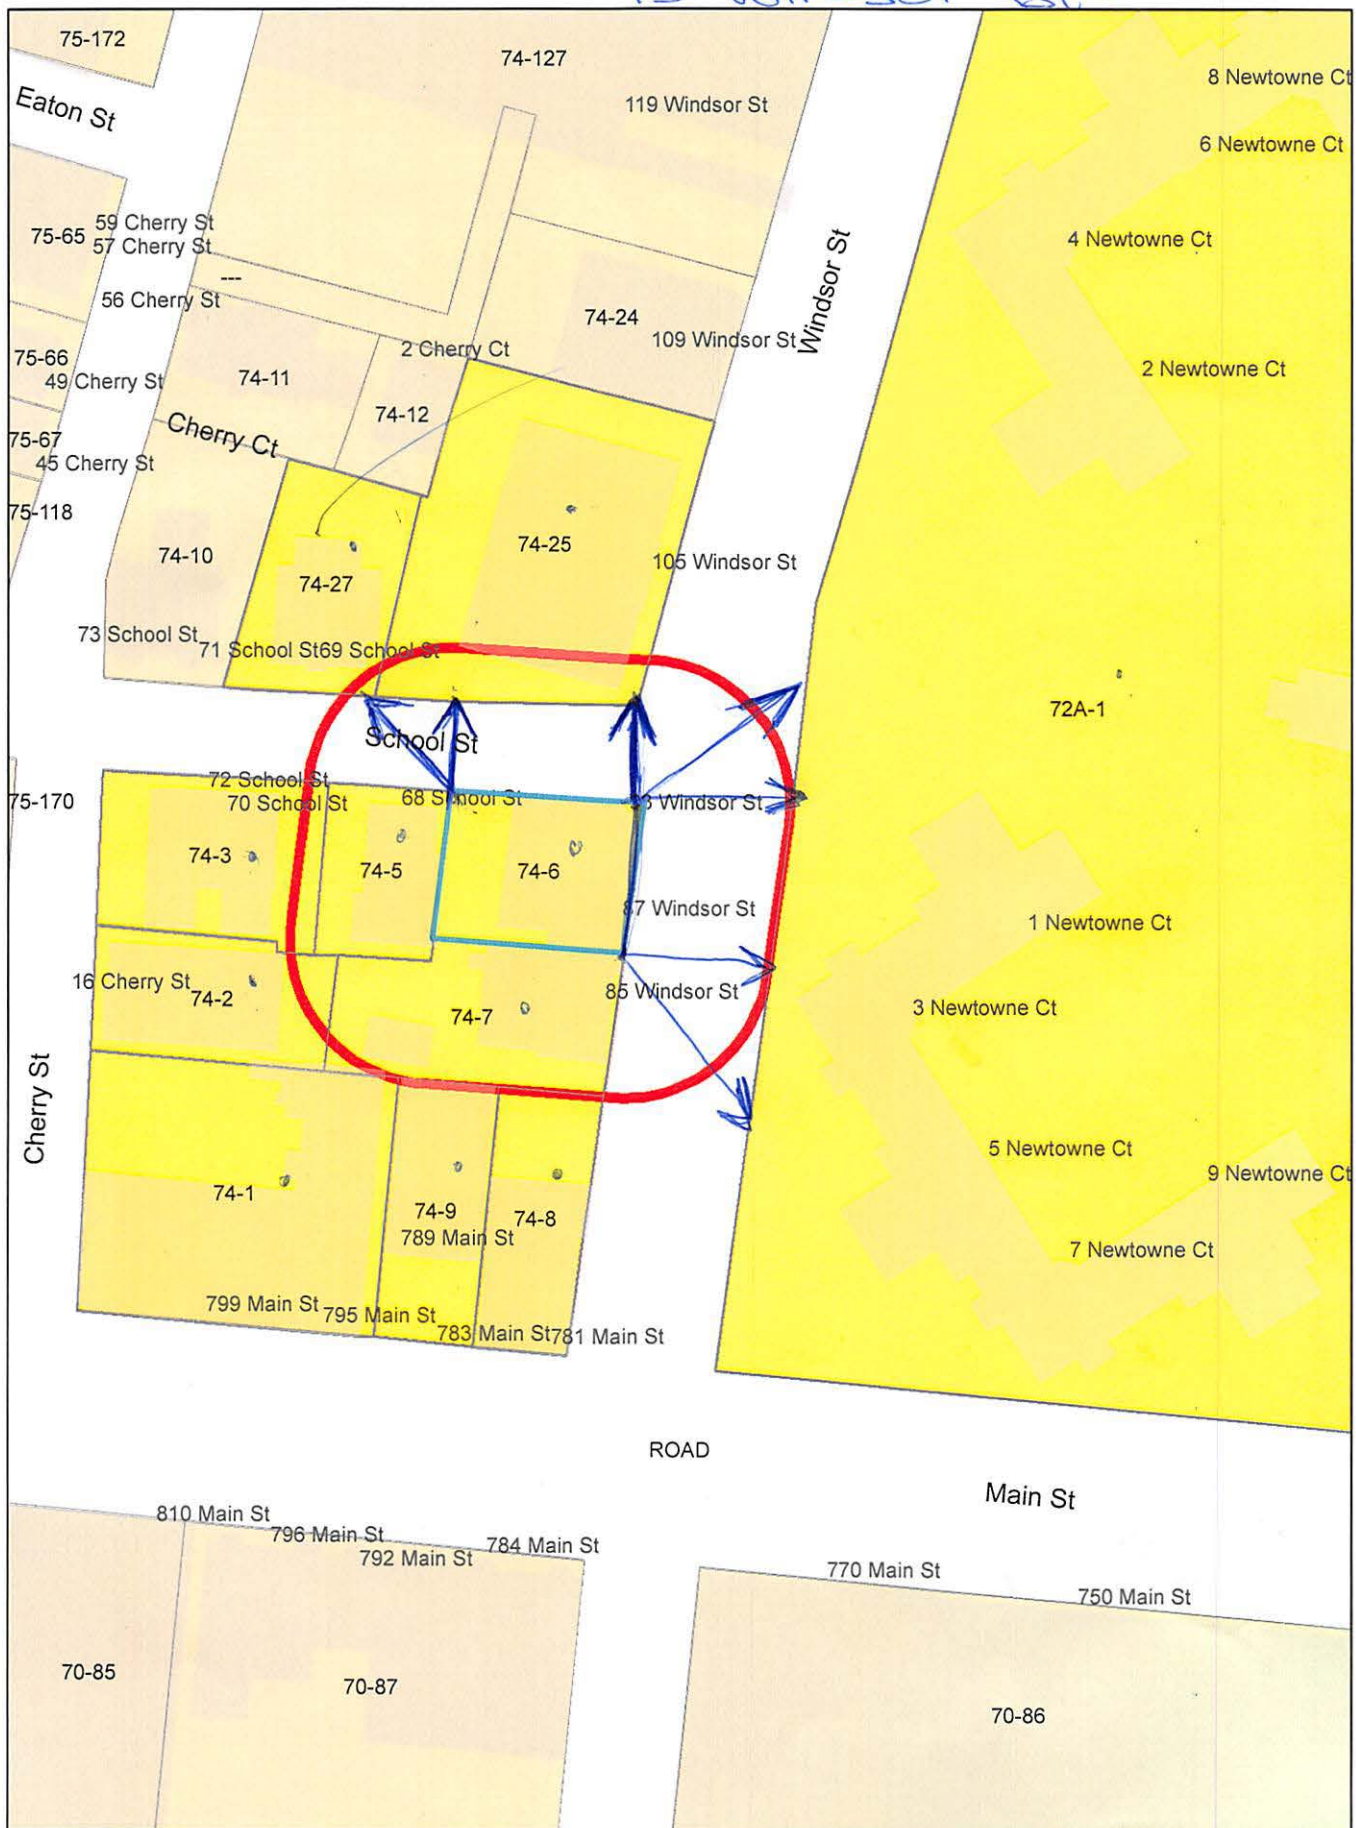 75-172
74-127
8 Newtowne Ct
119 Windsor St
Eaton St
6 Newtowne Ct
59 Cherry St
75-65
57 Cherry St
4 Newtowne Ct
Windsor St
---
56 Cherry St
74-24
109 Windsor St
2 Cherry Ct
75-66
49 Cherry St
74-11
2 Newtowne Ct
74-12
Cherry Ct
75-67
45 Cherry St
75-118
74-10
74-25
105 Windsor St
74-27
73 School St
71 School St
69 School St
72A-1
School St
72 School St
75-170
70 School St
68 School St
Windsor St
74-3
74-5
74-6
87 Windsor St
1 Newtowne Ct
16 Cherry St
74-2
85 Windsor St
74-7
3 Newtowne Ct
Cherry St
5 Newtowne Ct
9 Newtowne Ct
74-1
74-9
74-8
789 Main St
7 Newtowne Ct
799 Main St
795 Main St
783 Main St
781 Main St
ROAD
Main St
810 Main St
796 Main St
792 Main St
784 Main St
770 Main St
750 Main St
70-85
70-87
70-86